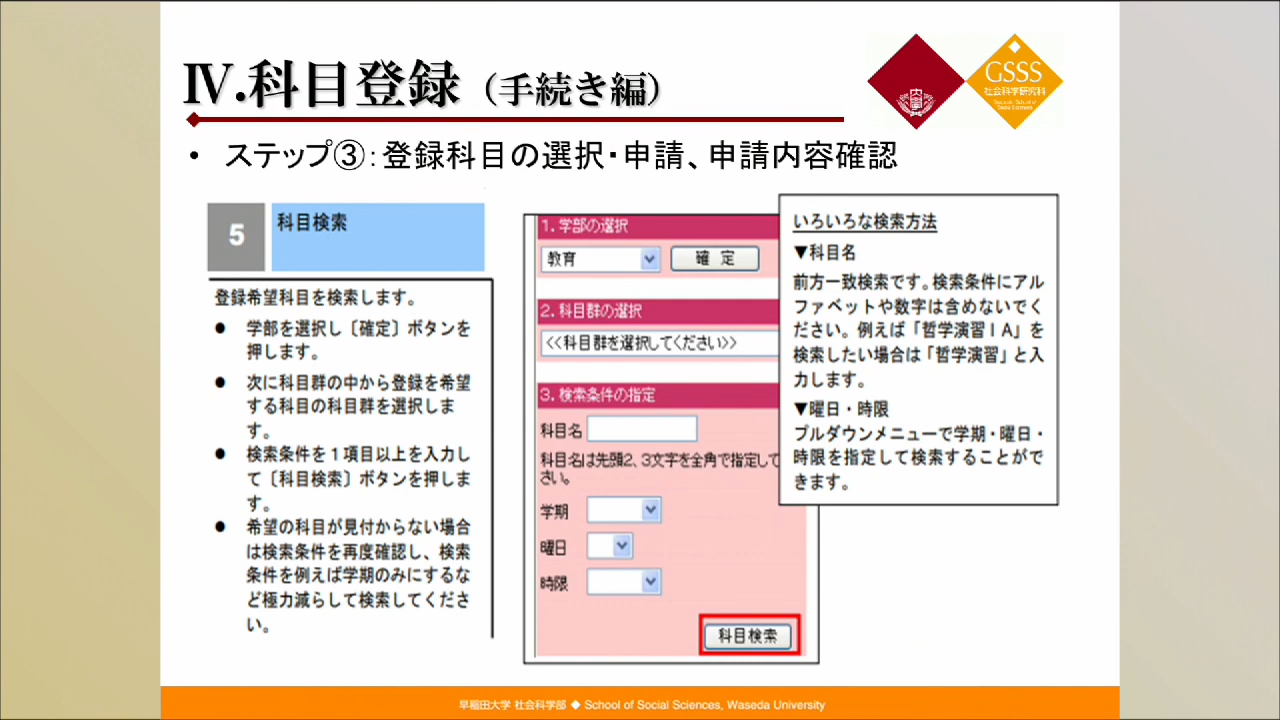 Ⅳ.科目登録（手続き編）
GSSS
社会科学研究科
• ステップ③：登録科目の選択・申請、申請内容確認
5
科目検索
登録希望科目を検索します。
● 学部を選択し〔確定〕ボタンを
押します。
● 次に科目群の中から登録を希望
する科目の科目群を選択しま
す。
● 検索条件を１項目以上を入力し
て〔科目検索〕ボタンを押しま
す。
● 希望の科目が見付からない場合
は検索条件を再度確認し、検索
条件を例えば学期のみにするな
ど極力減らして検索してくださ
い。
1. 学部の選択
教育
確 定
2. 科目群の選択
<<科目群を選択してください>>
3. 検索条件の指定
科目名
科目名は先頭2、3文字を全角で指定して
さい。
学期
曜日
時限
科目検索
いろいろな検索方法
▼科目名
前方一致検索です。検索条件にアル
ファベットや数字は含めないでく
ださい。例えば「哲学演習ＩＡ」を
検索したい場合は「哲学演習」と入
力します。
▼曜日・時限
プルダウンメニューで学期・曜日・
時限を指定して検索することがで
きます。
早稲田大学 社会科学部 ◆ School of Social Sciences, Waseda University